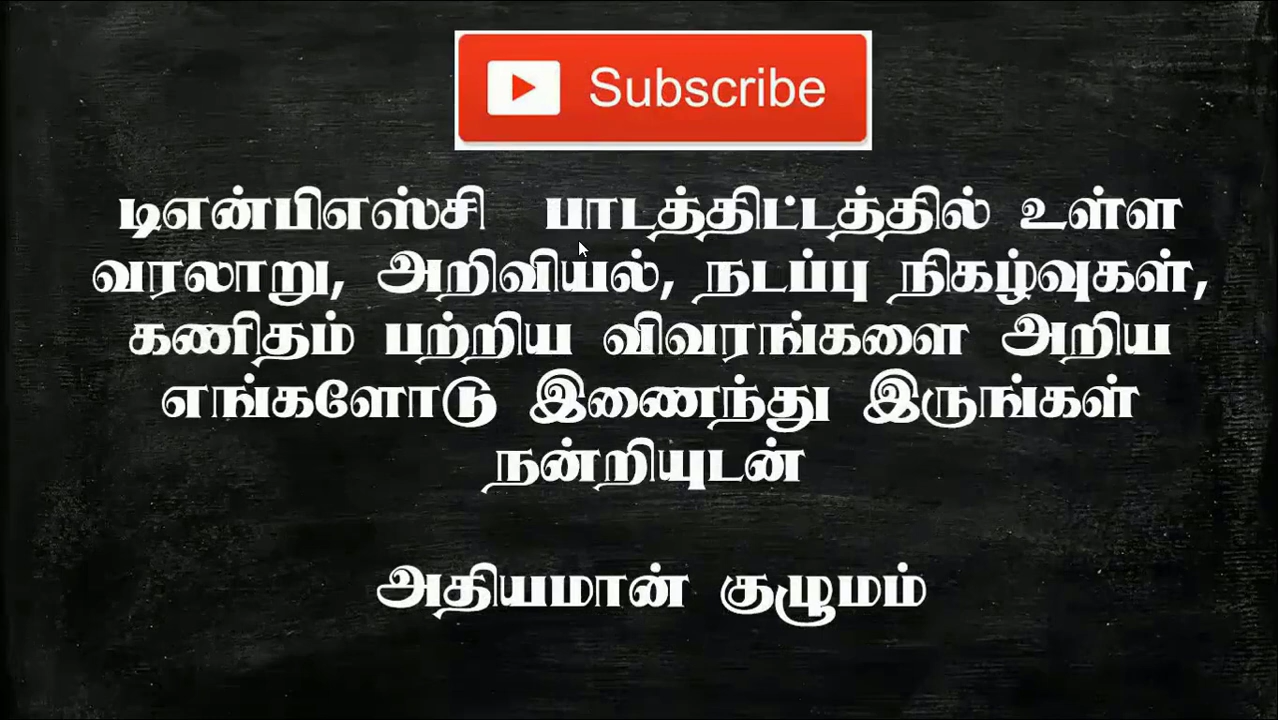 Subscribe
டிஎன்பிஎஸ்சி பாடத்திட்டத்தில் உள்ள
வரலாறு, அறிவியல், நடப்பு நிகழ்வுகள்,
கணிதம் பற்றிய விவரங்களை அறிய
எங்களோடு இணைந்து இருங்கள்
நன்றியுடன்
அதியமான் குழுமம்